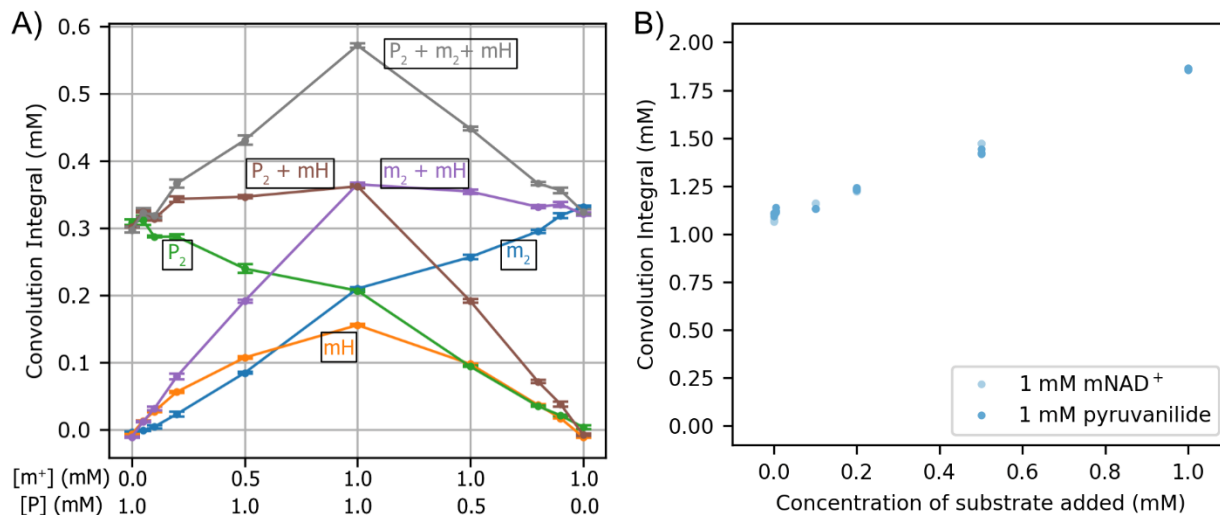 A)
Convolution Integral (mM)
0.6
0.5
0.4
0.3
0.2
0.1
0.0
P₂ + m₂+ mH
P₂ + mH
m₂ + mH
P₂
m₂
mH
[m⁺] (mM) 0.0 0.5 1.0 1.0 1.0
[P] (mM) 1.0 1.0 1.0 0.5 0.0
B)
Convolution Integral (mM)
2.00
1.75
1.50
1.25
1.00
0.75
0.50
0.25
0.00
1 mM mNAD⁺
1 mM pyruvanilide
0.0 0.2 0.4 0.6 0.8 1.0
Concentration of substrate added (mM)